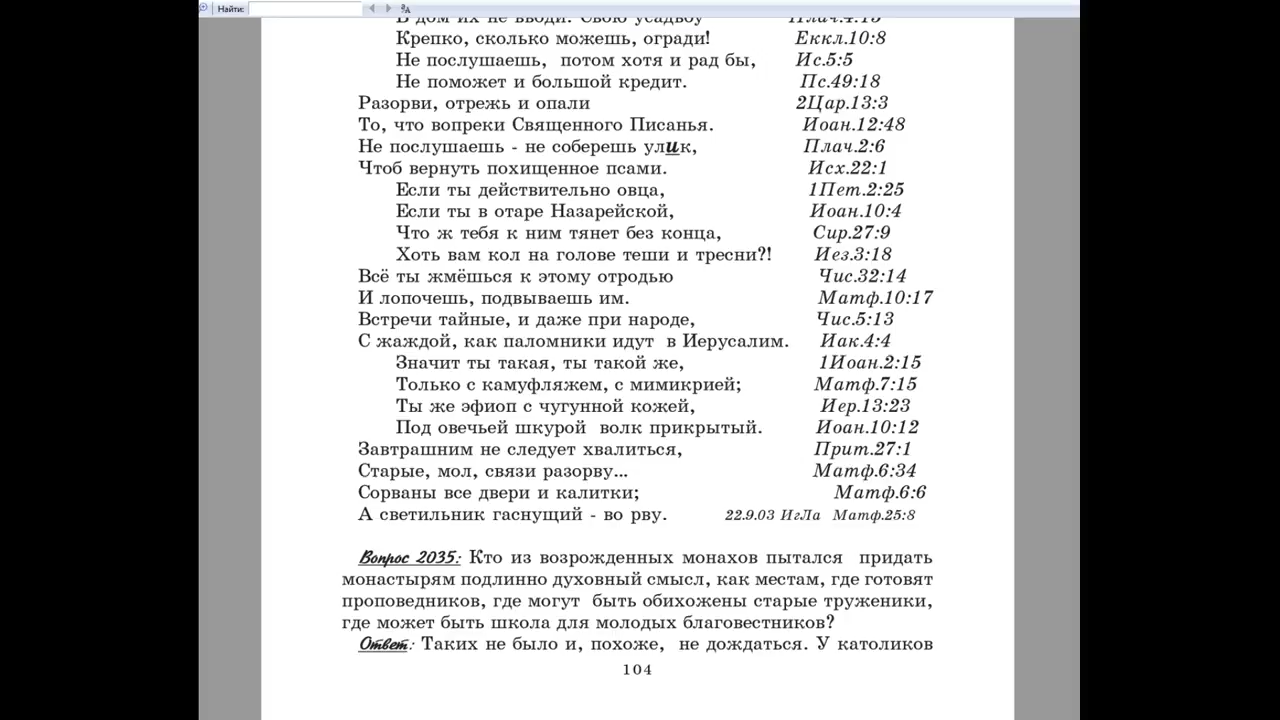 Найти:
В дом их не вводи. Свою усадьбу Плач.4:15
Крепко, сколько можешь, огради! Еккл.10:8
Не послушаешь, потом хотя и рад бы, Ис.5:5
Не поможет и большой кредит. Пс.49:18
Разорви, отрежь и опали 2Цар.13:3
То, что вопреки Священного Писанья. Иоан.12:48
Не послушаешь - не соберешь улик, Плач.2:6
Чтоб вернуть похищенное псами. Исх.22:1
Если ты действительно овца, 1Пет.2:25
Если ты в отаре Назарейской, Иоан.10:4
Что ж тебя к ним тянет без конца, Сир.27:9
Хоть вам кол на голове теши и тресни?! Иез.3:18
Всё ты жмёшься к этому отродью Чис.32:14
И лопочешь, подвываешь им. Матф.10:17
Встречи тайные, и даже при народе, Чис.5:13
С жаждой, как паломники идут в Иерусалим. Иак.4:4
Значит ты такая, ты такой же, 1Иоан.2:15
Только с камуфляжем, с мимикрией; Матф.7:15
Ты же эфиоп с чугунной кожей, Иер.13:23
Под овечьей шкурой волк прикрытый. Иоан.10:12
Завтрашним не следует хвалиться, Прит.27:1
Старые, мол, связи разорву... Матф.6:34
Сорваны все двери и калитки; Матф.6:6
А светильник гаснущий - во рву. 22.9.03 ИгЛа Матф.25:8
Вопрос 2035: Кто из возрожденных монахов пытался придать
монастырям подлинно духовный смысл, как местам, где готовят
проповедников, где могут быть обихожены старые труженики,
где может быть школа для молодых благовестников?
Ответ: Таких не было и, похоже, не дождаться. У католиков
104